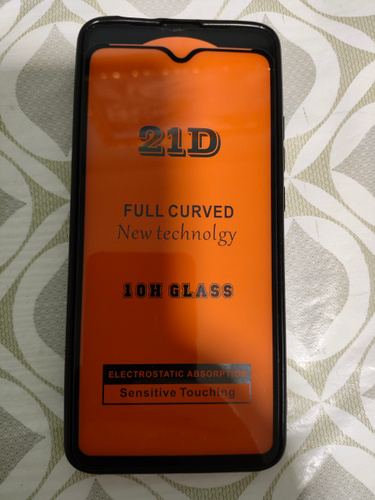 21D
FULL CURVED
New technolgy
10H GLASS
ELECTROSTATIC ABSORPTION
Sensitive Touching